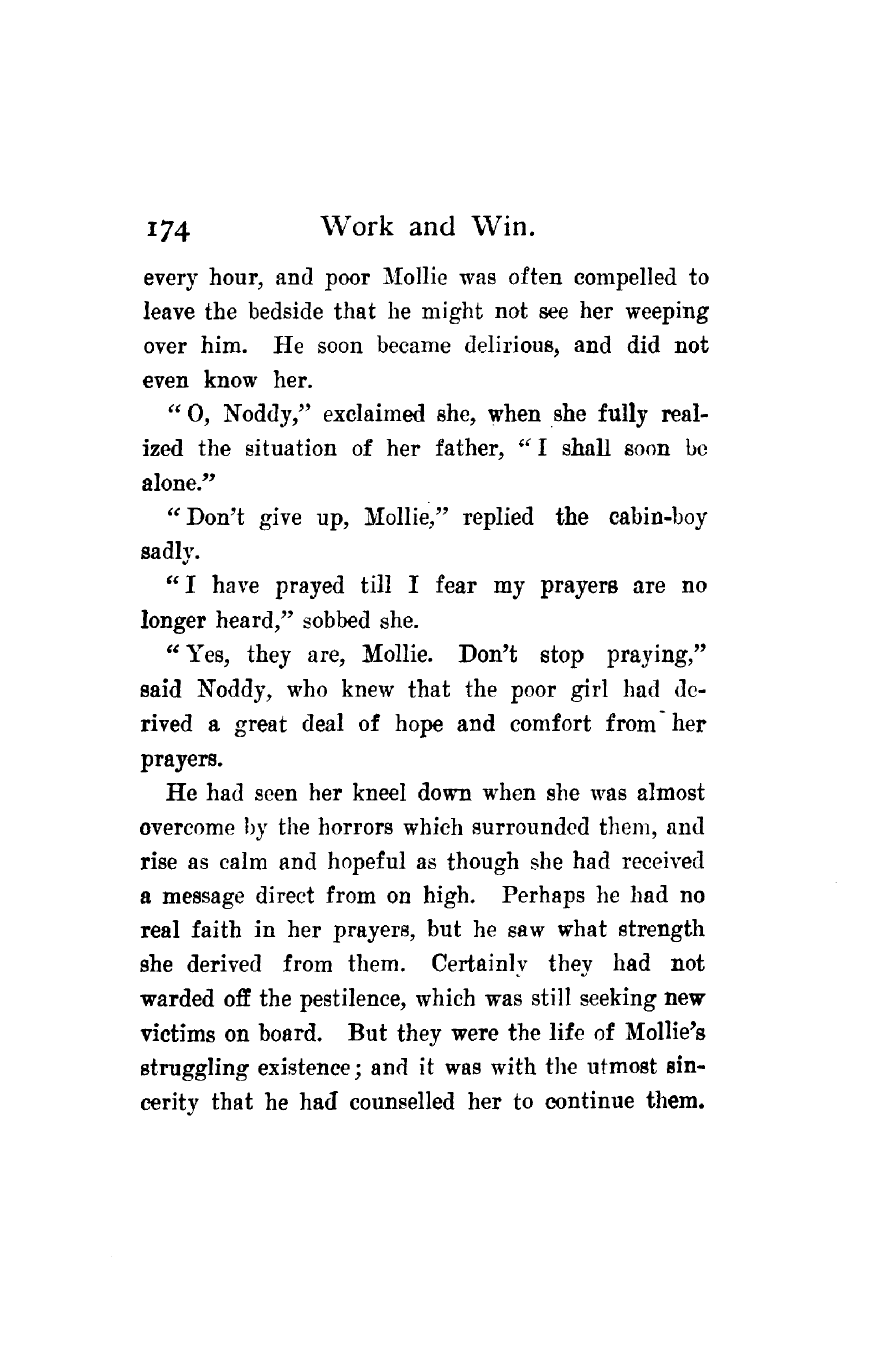 174 Work and Win.
every hour, and poor Mollie was often compelled to
leave the bedside that he might not see her weeping
over him. He soon became delirious, and did not
even know her.
“ O, Noddy,” exclaimed she, when she fully real-
ized the situation of her father, “ I shall soon be
alone.”
“ Don’t give up, Mollie,” replied the cabin-boy
sadly.
“ I have prayed till I fear my prayers are no
longer heard,” sobbed she.
“ Yes, they are, Mollie. Don’t stop praying,”
said Noddy, who knew that the poor girl had de-
rived a great deal of hope and comfort from her
prayers.
He had seen her kneel down when she was almost
overcome by the horrors which surrounded them, and
rise as calm and hopeful as though she had received
a message direct from on high. Perhaps he had no
real faith in her prayers, but he saw what strength
she derived from them. Certainly they had not
warded off the pestilence, which was still seeking new
victims on board. But they were the life of Mollie’s
struggling existence ; and it was with the utmost sin-
cerity that he had counselled her to continue them.